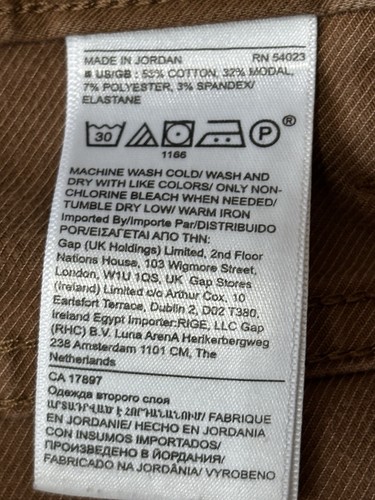 MADE IN JORDAN RN 54023
US/GB : 53% COTTON, 32% MODAL,
7% POLYESTER, 3% SPANDEX/
ELASTANE
30 P ®
1166
MACHINE WASH COLD/ WASH AND
DRY WITH LIKE COLORS/ ONLY NON-
CHLORINE BLEACH WHEN NEEDED/
TUMBLE DRY LOW/ WARM IRON
Imported By/Importe Par/DISTRIBUIDO
POR/ΕΙΣΑΓΕΤΑΙ ΑΠΟ ΤΗΝ:
Gap (UK Holdings) Limited, 2nd Floor
Nations House, 103 Wigmore Street,
London, W1U 1QS, UK Gap Stores
(Ireland) Limited c/o Arthur Cox, 10
Earlsfort Terrace, Dublin 2, D02 T380,
Ireland Egypt Importer:RIGE, LLC Gap
(RHC) B.V. Luna ArenA Herikerbergweg
238 Amsterdam 1101 CM, The
Netherlands
CA 17897
Одежда второго слоя
ԱՐՏԱԴՐՎԱԾ Է ՀՈՐԴԱՆԱՆՈՒՄ/ FABRIQUE
EN JORDANIE/ HECHO EN JORDANIA
CON INSUMOS IMPORTADOS/
ПРОИЗВЕДЕНО В ЙОРДАНИЯ/
FABRICADO NA JORDÂNIA/ VYROBENO